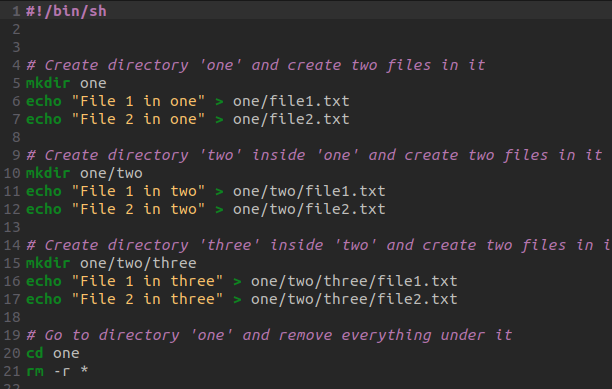 1 #!/bin/sh
2
3
4 # Create directory 'one' and create two files in it
5 mkdir one
6 echo "File 1 in one" > one/file1.txt
7 echo "File 2 in one" > one/file2.txt
8
9 # Create directory 'two' inside 'one' and create two files in it
10 mkdir one/two
11 echo "File 1 in two" > one/two/file1.txt
12 echo "File 2 in two" > one/two/file2.txt
13
14 # Create directory 'three' inside 'two' and create two files in i
15 mkdir one/two/three
16 echo "File 1 in three" > one/two/three/file1.txt
17 echo "File 2 in three" > one/two/three/file2.txt
18
19 # Go to directory 'one' and remove everything under it
20 cd one
21 rm -r *
22